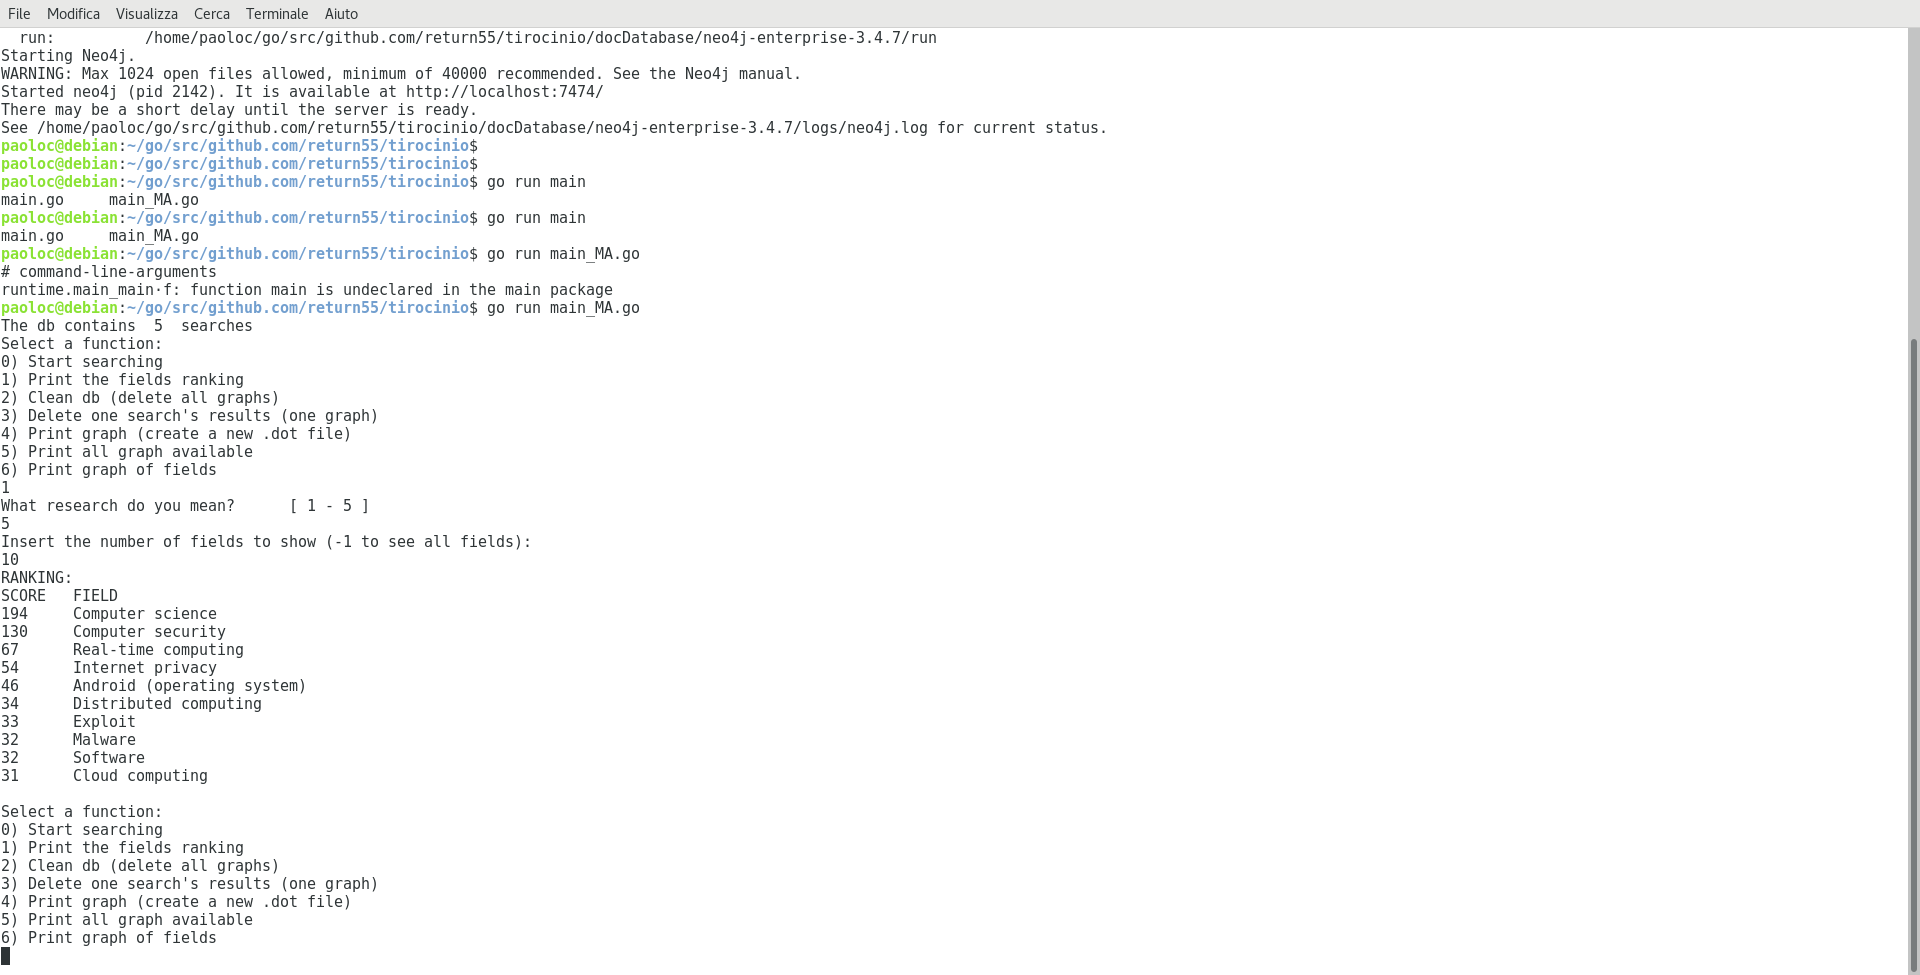 File Modifica Visualizza Cerca Terminale Aiuto
  run:          /home/paoloc/go/src/github.com/return55/tirocinio/docDatabase/neo4j-enterprise-3.4.7/run
Starting Neo4j.
WARNING: Max 1024 open files allowed, minimum of 40000 recommended. See the Neo4j manual.
Started neo4j (pid 2142). It is available at http://localhost:7474/
There may be a short delay until the server is ready.
See /home/paoloc/go/src/github.com/return55/tirocinio/docDatabase/neo4j-enterprise-3.4.7/logs/neo4j.log for current status.
paoloc@debian:~/go/src/github.com/return55/tirocinio$
paoloc@debian:~/go/src/github.com/return55/tirocinio$
paoloc@debian:~/go/src/github.com/return55/tirocinio$ go run main
main.go     main_MA.go
paoloc@debian:~/go/src/github.com/return55/tirocinio$ go run main
main.go     main_MA.go
paoloc@debian:~/go/src/github.com/return55/tirocinio$ go run main_MA.go
# command-line-arguments
runtime.main_main·f: function main is undeclared in the main package
paoloc@debian:~/go/src/github.com/return55/tirocinio$ go run main_MA.go
The db contains  5  searches
Select a function:
0) Start searching
1) Print the fields ranking
2) Clean db (delete all graphs)
3) Delete one search's results (one graph)
4) Print graph (create a new .dot file)
5) Print all graph available
6) Print graph of fields
1
What research do you mean?      [ 1 - 5 ]
5
Insert the number of fields to show (-1 to see all fields):
10
RANKING:
SCORE   FIELD
194     Computer science
130     Computer security
67      Real-time computing
54      Internet privacy
46      Android (operating system)
34      Distributed computing
33      Exploit
32      Malware
32      Software
31      Cloud computing

Select a function:
0) Start searching
1) Print the fields ranking
2) Clean db (delete all graphs)
3) Delete one search's results (one graph)
4) Print graph (create a new .dot file)
5) Print all graph available
6) Print graph of fields